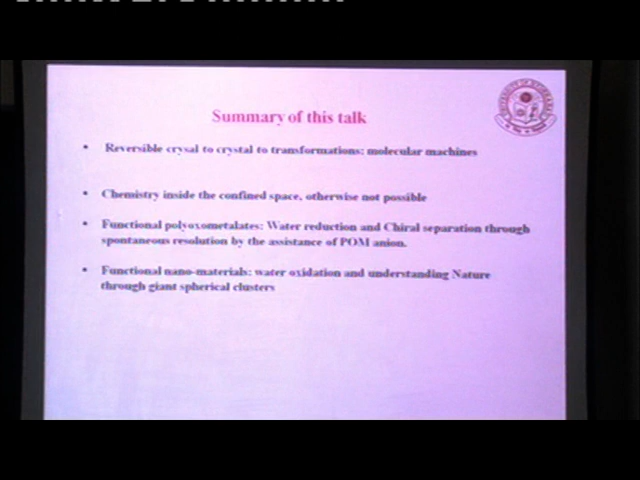 Summary of this talk
• Reversible crysal to crystal to transformations: molecular machines
• Chemistry inside the confined space, otherwise not possible
• Functional polyoxometalates: Water reduction and Chiral separation through
spontaneous resolution by the assistance of POM anion.
• Functional nano-materials: water oxidation and understanding Nature
through giant spherical clusters